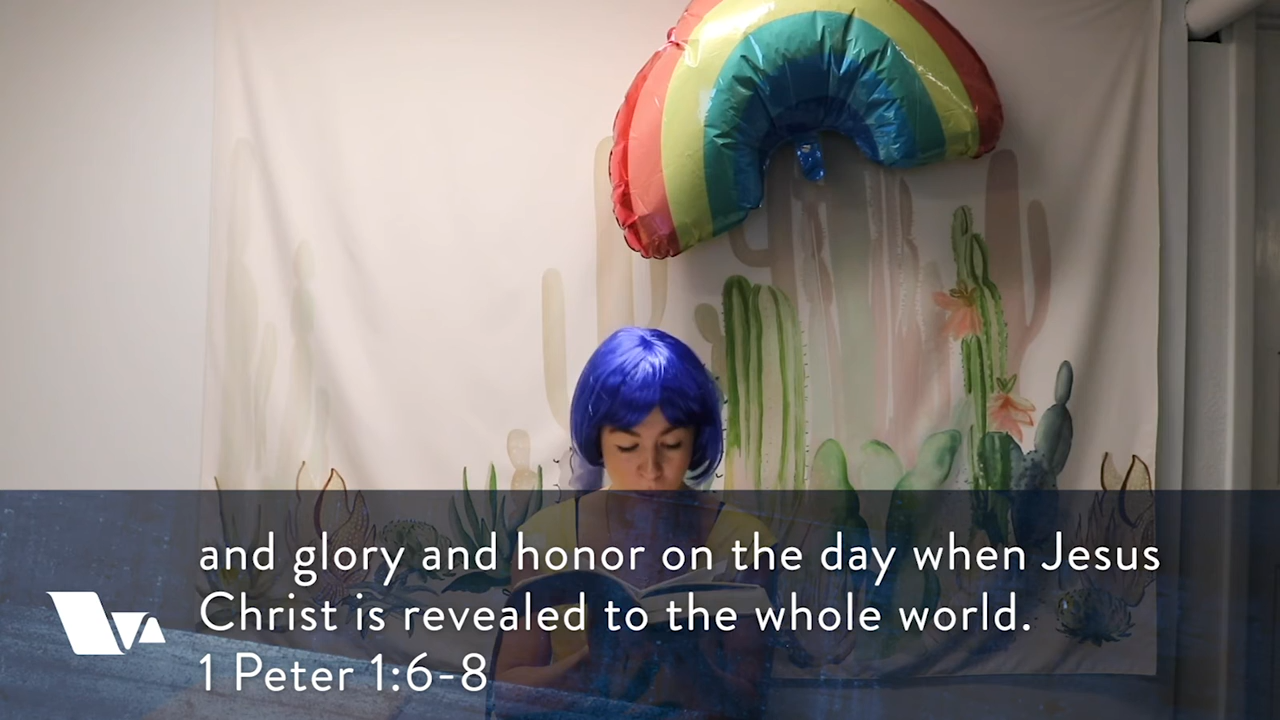 and glory and honor on the day when Jesus
Christ is revealed to the whole world.
1 Peter 1:6-8